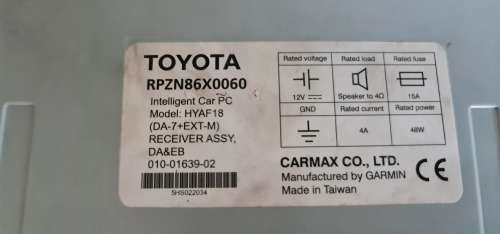 TOYOTA
RPZN86X0060
Intelligent Car PC
Model: HYAF18
(DA-7+EXT-M)
RECEIVER ASSY,
DA&EB
010-01639-02
5HS022034
Rated voltage
Rated load
Rated fuse
12V
Speaker to 4Ω
15A
GND
Rated current
Rated power
4A
48W
CARMAX CO., LTD.
Manufactured by GARMIN
Made in Taiwan
CE